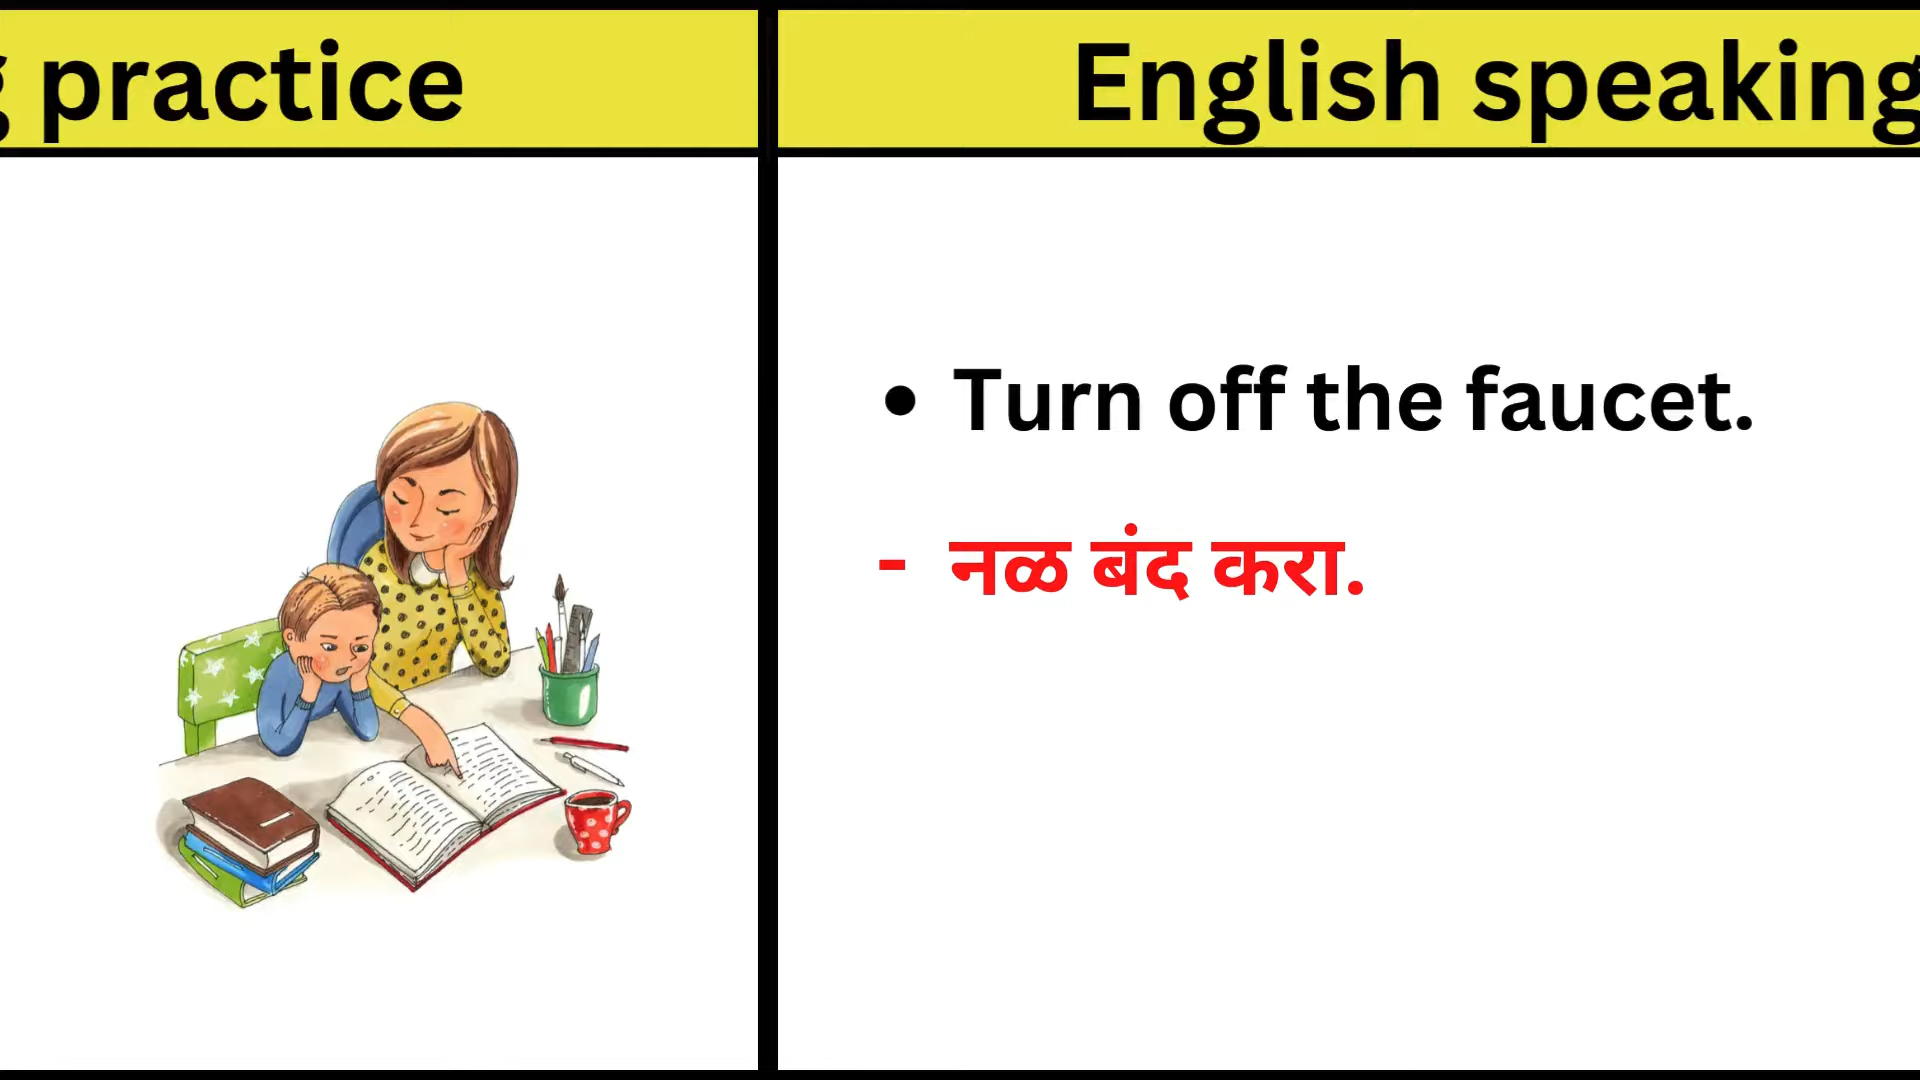 practice
English speaking
• Turn off the faucet.
- नळ बंद करा.